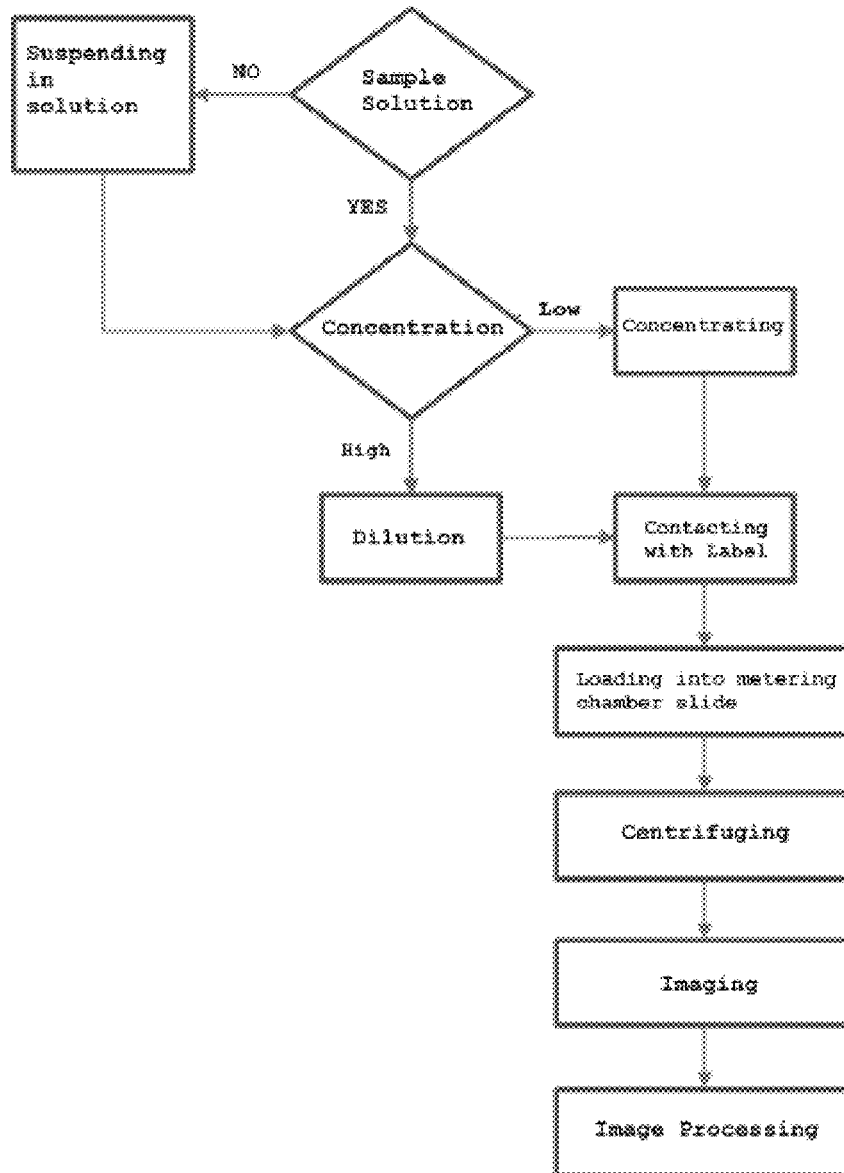 Suspending
in
solution
NO
Sample
Solution
YES
Concentration
Low
Concentrating
High
Dilution
Contacting
with Label
Loading into metering
chamber slide
Centrifuging
Imaging
Image Processing